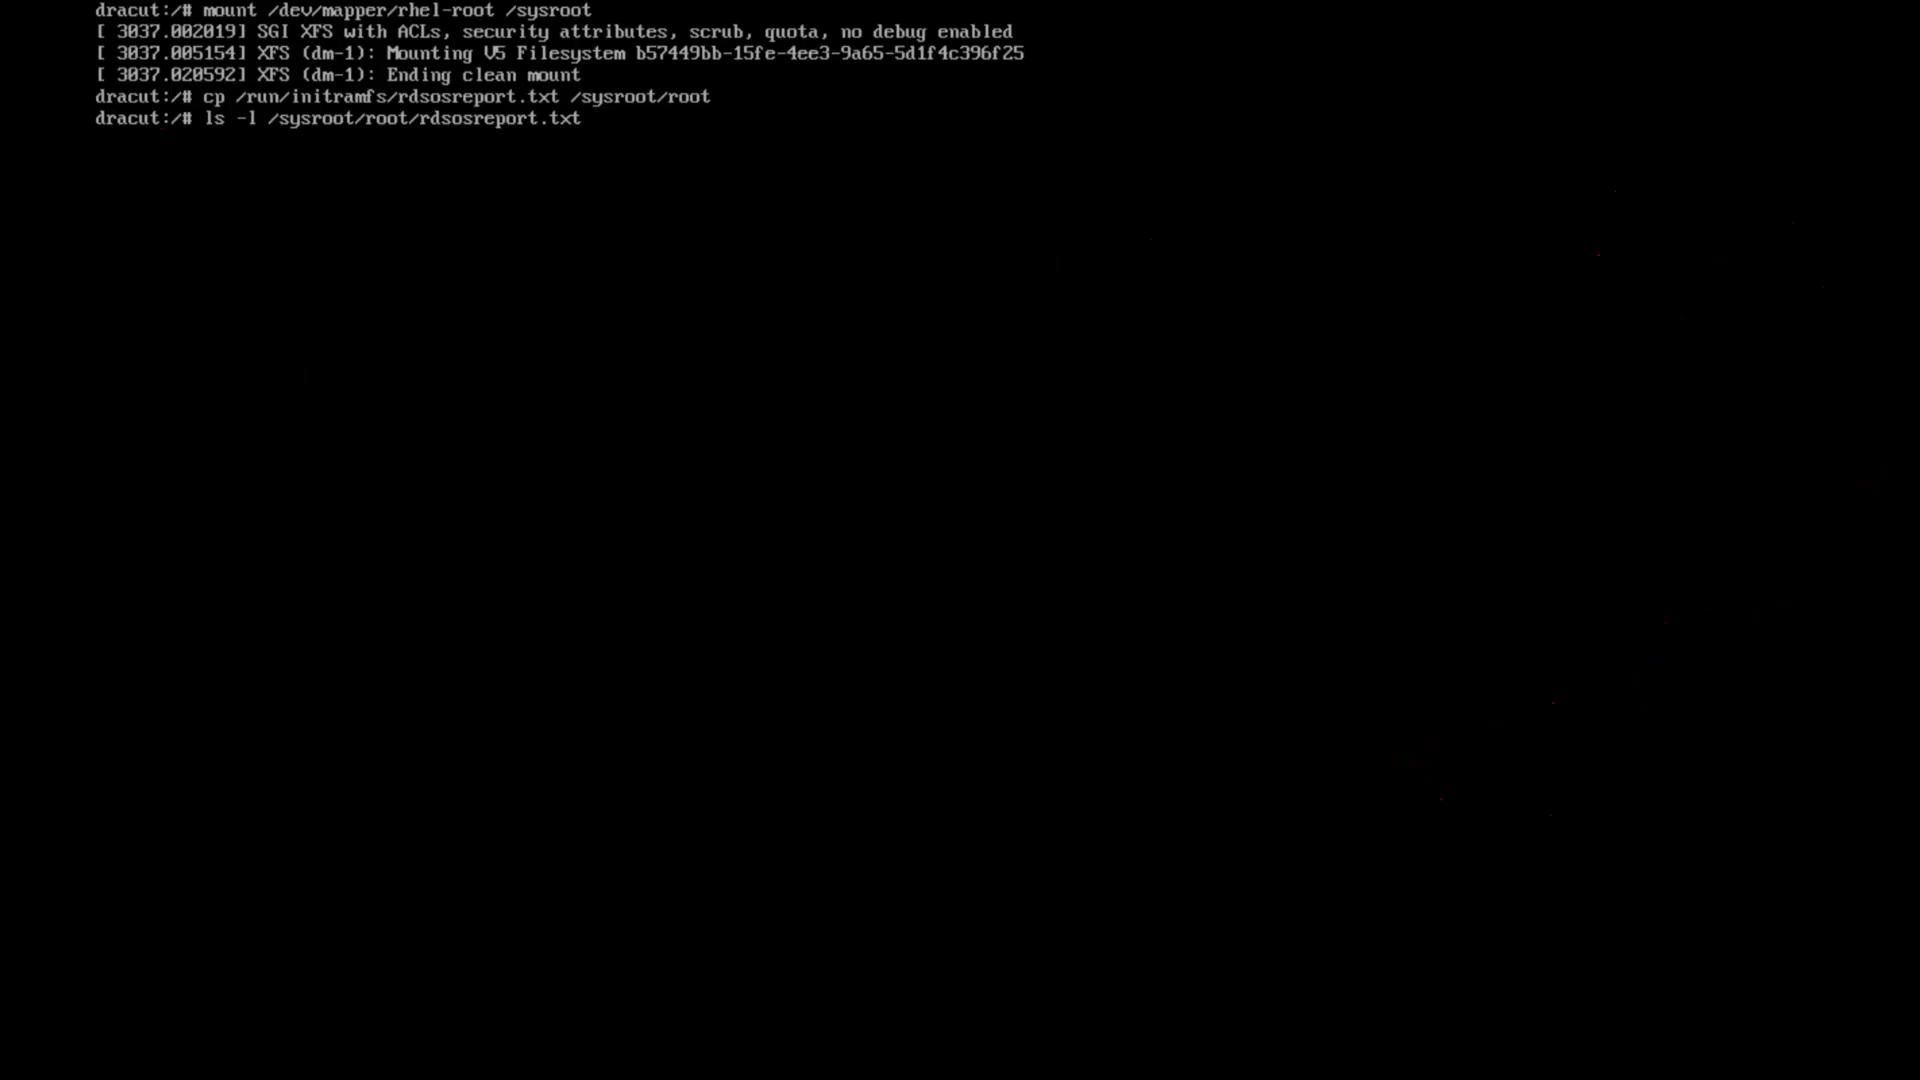 dracut:/# mount /dev/mapper/rhel-root /sysroot
[ 3037.002019] SGI XFS with ACLs, security attributes, scrub, quota, no debug enabled
[ 3037.005154] XFS (dm-1): Mounting V5 Filesystem b57449bb-15fe-4ee3-9a65-5d1f4c396f25
[ 3037.020592] XFS (dm-1): Ending clean mount
dracut:/# cp /run/initramfs/rdsosreport.txt /sysroot/root
dracut:/# ls -l /sysroot/root/rdsosreport.txt